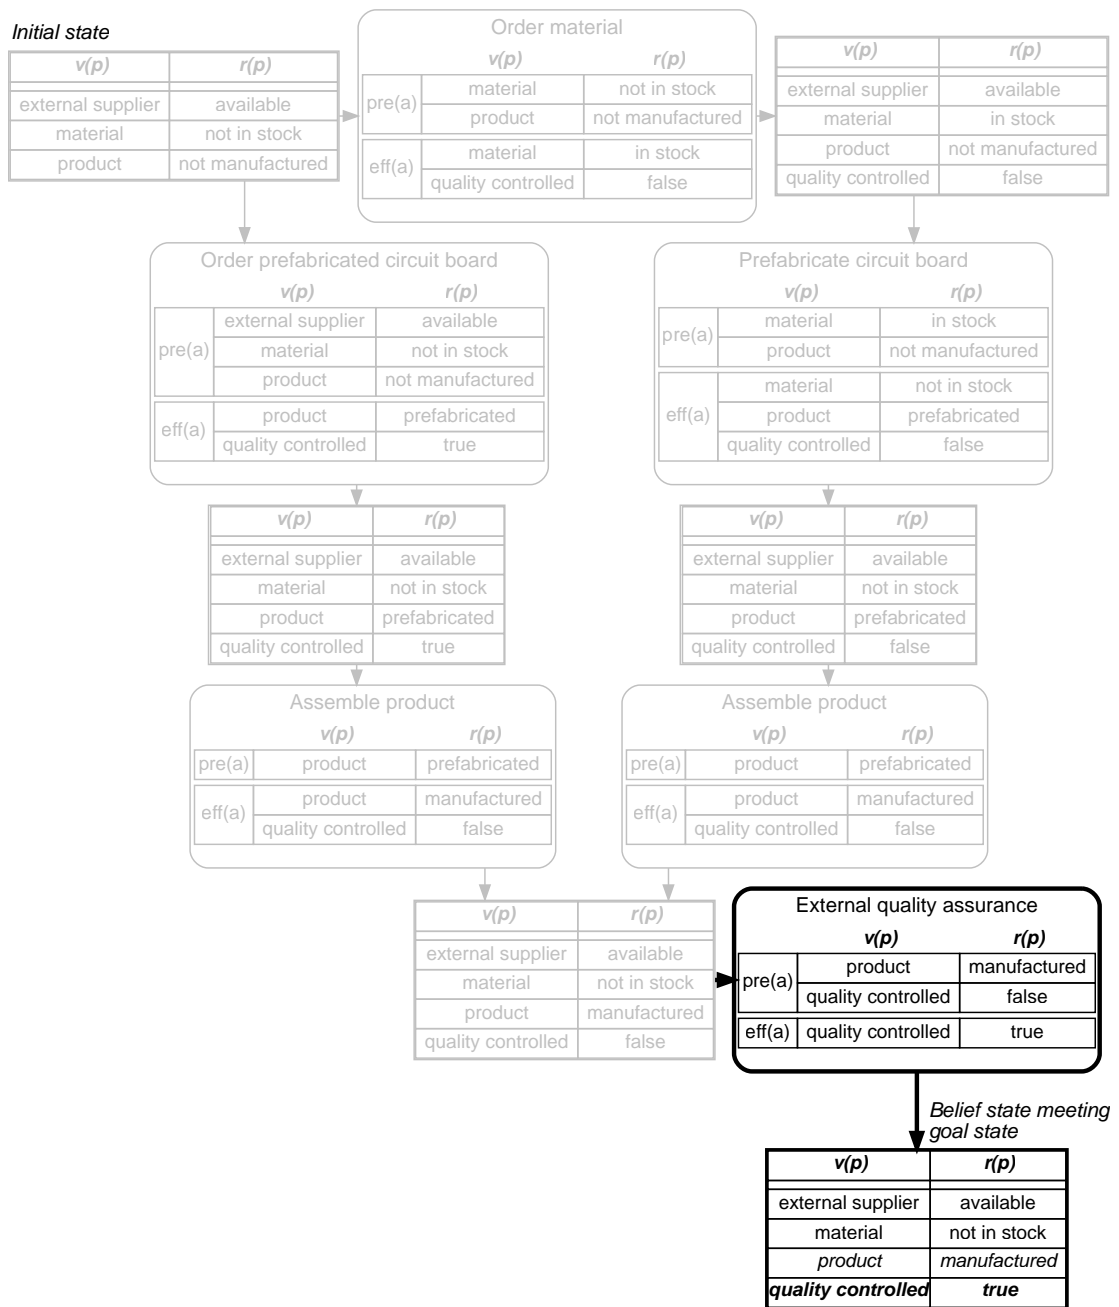 Initial state
v(p) r(p)
external supplier available
material not in stock
product not manufactured
Order material
v(p) r(p)
pre(a) material not in stock
product not manufactured
eff(a) material in stock
quality controlled false
v(p) r(p)
external supplier available
material in stock
product not manufactured
quality controlled false
Order prefabricated circuit board
v(p) r(p)
pre(a) external supplier available
material not in stock
product not manufactured
eff(a) product prefabricated
quality controlled true
Prefabricate circuit board
v(p) r(p)
pre(a) material in stock
product not manufactured
eff(a) material not in stock
product prefabricated
quality controlled false
v(p) r(p)
external supplier available
material not in stock
product prefabricated
quality controlled true
v(p) r(p)
external supplier available
material not in stock
product prefabricated
quality controlled false
Assemble product
v(p) r(p)
pre(a) product prefabricated
eff(a) product manufactured
quality controlled false
Assemble product
v(p) r(p)
pre(a) product prefabricated
eff(a) product manufactured
quality controlled false
v(p) r(p)
external supplier available
material not in stock
product manufactured
quality controlled false
External quality assurance
v(p) r(p)
pre(a) product manufactured
quality controlled false
eff(a) quality controlled true
Belief state meeting
goal state
v(p) r(p)
external supplier available
material not in stock
product manufactured
quality controlled true